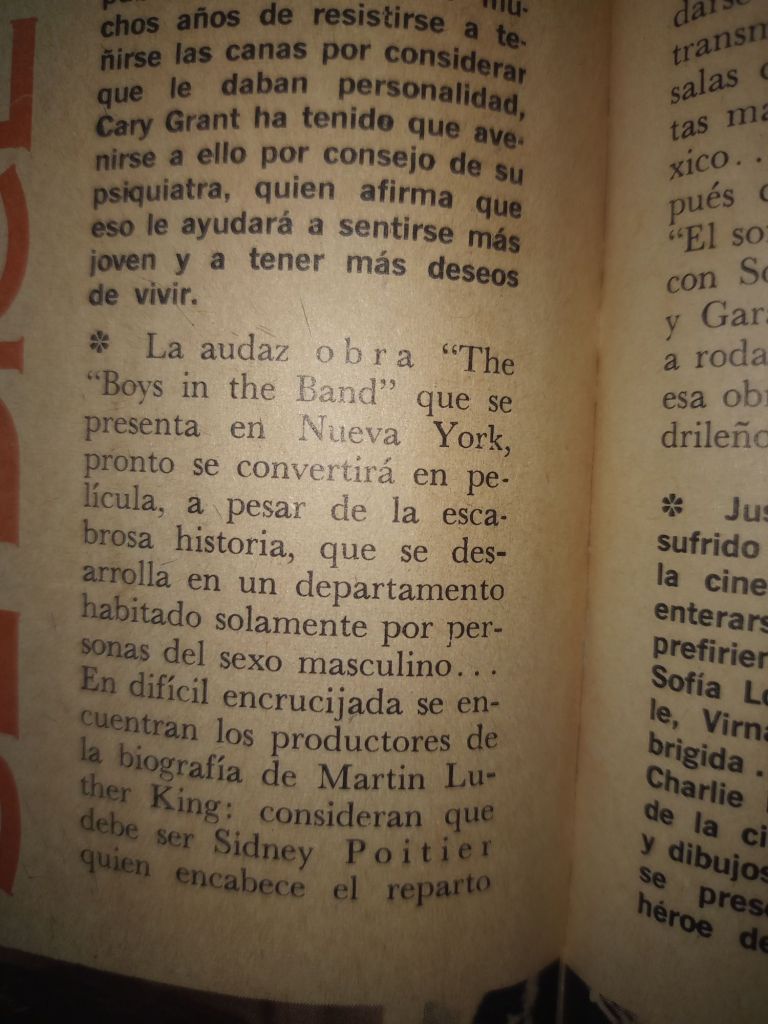 chos años de resistirse a te-
ñirse las canas por considerar
que le daban personalidad,
Cary Grant ha tenido que ave-
nirse a ello por consejo de su
psiquiatra, quien afirma que
eso le ayudará a sentirse más
joven y a tener más deseos
de vivir.
* La audaz obra “The
“Boys in the Band” que se
presenta en Nueva York,
pronto se convertirá en pe-
lícula, a pesar de la esca-
brosa historia, que se des-
arrolla en un departamento
habitado solamente por per-
sonas del sexo masculino...
En difícil encrucijada se en-
cuentran los productores de
la biografía de Martin Lu-
ther King: consideran que
debe ser Sidney Poitier
quien encabece el reparto
transm
salas
tas
xico..
pués
“El
con
y
a roda
esa
drileño
* Jus
sufrido
la cine
enterars
prefirien
Sofía
le, Virna
brigida .
Charlie
de la
y dibujos
se
héroe de